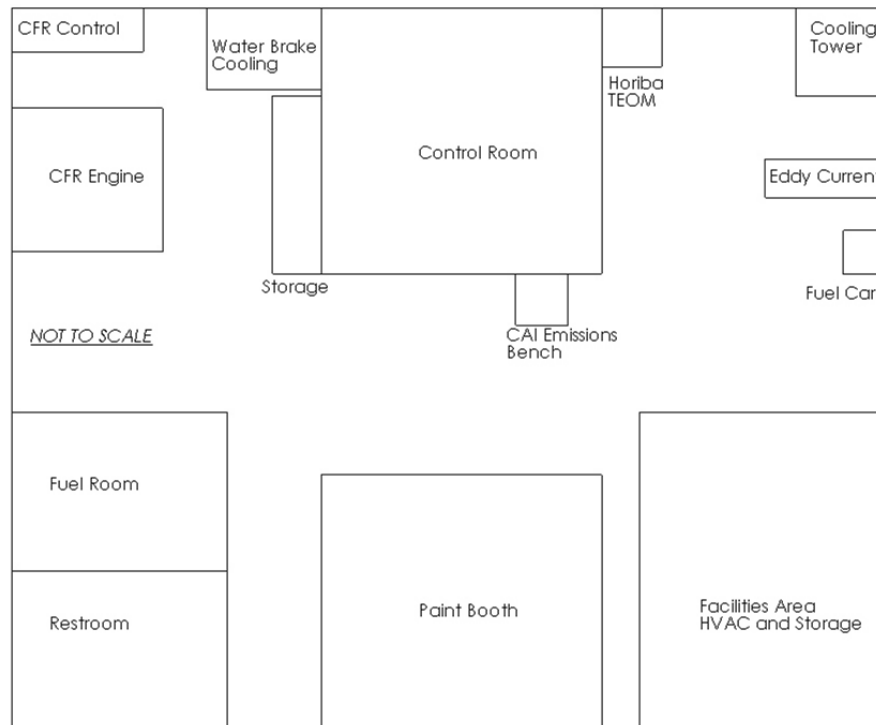 CFR Control
Water Brake
Cooling
Horiba
TEOM
Cooling
Tower
CFR Engine
Control Room
Eddy Current
Storage
Fuel Car
NOT TO SCALE
CAI Emissions
Bench
Fuel Room
Restroom
Paint Booth
Facilities Area
HVAC and Storage